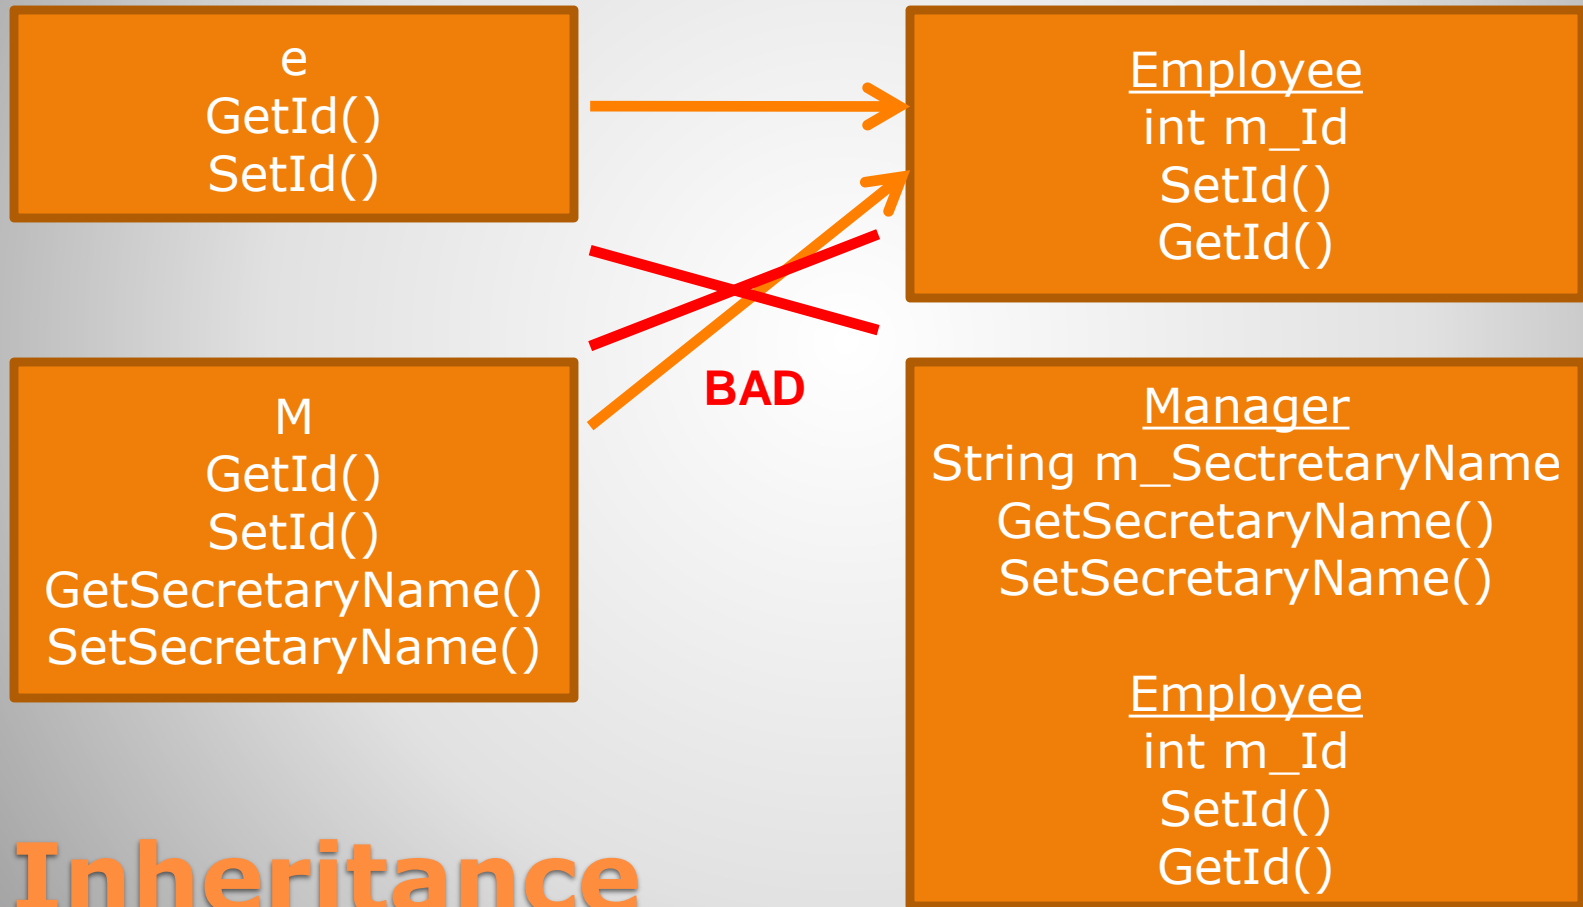 e
GetId()
SetId()
Employee
int m_Id
SetId()
GetId()
BAD
M
GetId()
SetId()
GetSecretaryName()
SetSecretaryName()
Manager
String m_SectretaryName
GetSecretaryName()
SetSecretaryName()
Employee
int m_Id
SetId()
GetId()
Inheritance